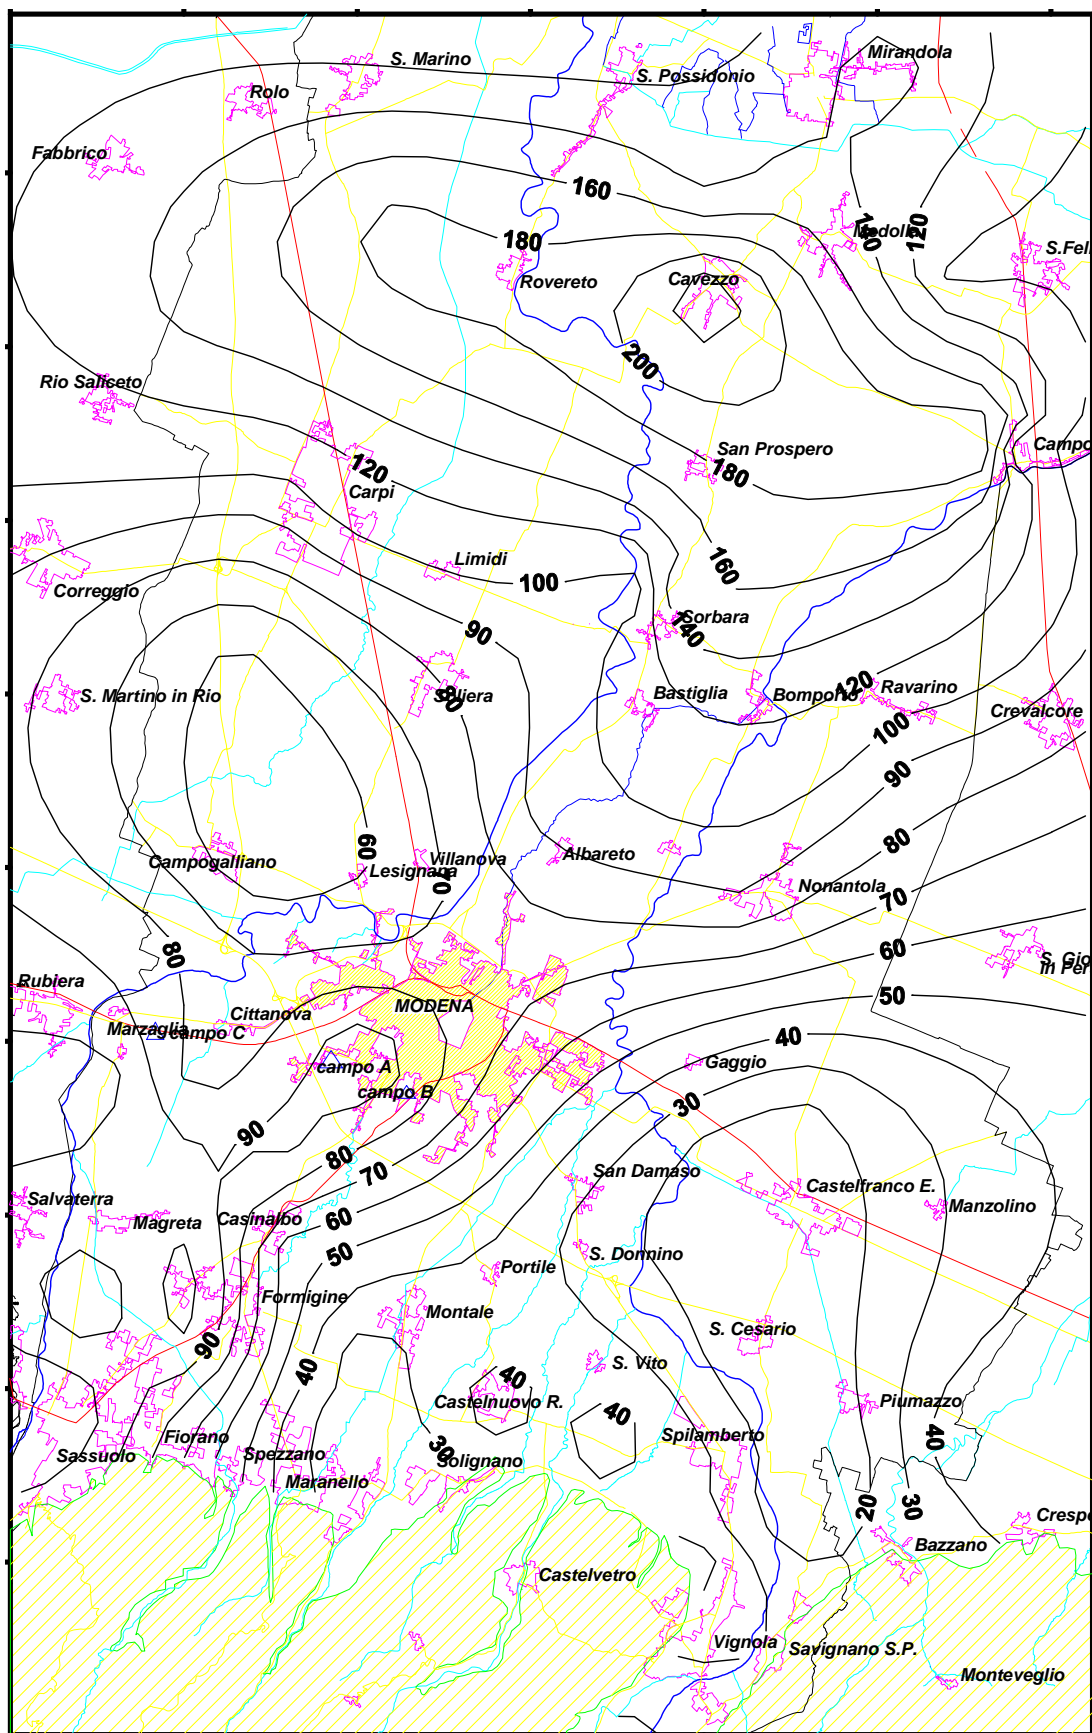 S. Marino
Mirandola
S. Possidonio
Rolo
Fabbrico
160
180
140
Medolla
120
S.Fel
Rovereto
Cavezzo
200
Rio Saliceto
San Prospero
180
Campo
120
Carpi
Limidi
100
160
Correggio
90
Sorbara
140
S. Martino in Rio
Soliera
80
Bastiglia
Bomporto
120
Ravarino
Crevalcore
100
90
60
80
Campogalliano
Lesignana
Villanova
70
Albareto
Nonantola
70
80
60
S. Gio
in Per
Rubiera
50
MODENA
Cittanova
Marzaglia
campo C
40
campo A
Gaggio
campo B
30
90
80
70
San Damaso
Castelfranco E.
Salvaterra
Magreta
Casinalbo
60
Manzolino
50
S. Donnino
Portile
Formigine
Montale
S. Cesario
90
40
S. Vito
40
Castelnuovo R.
40
Piumazzo
Fiorano
Spezzano
Sassuolo
Maranello
30
Solignano
Spilamberto
40
20
30
Crespe
Bazzano
Castelvetro
Vignola
Savignano S.P.
Monteveglio